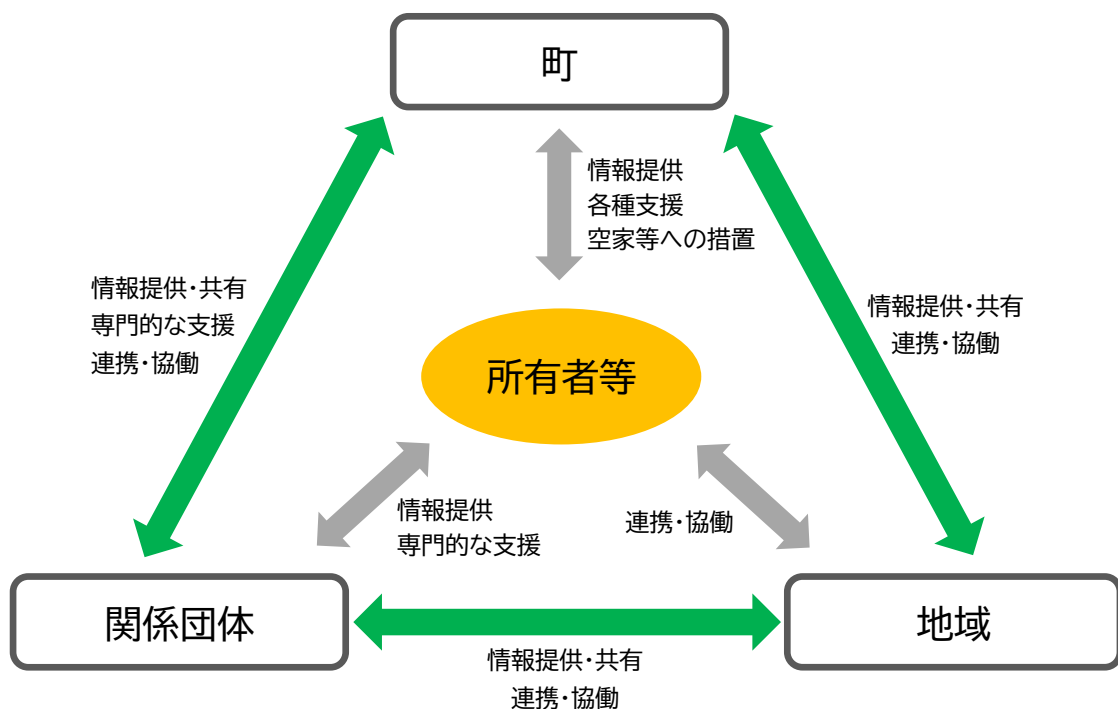 町
情報提供
各種支援
空家等への措置
情報提供･共有
専門的な支援
連携･協働
情報提供･共有
連携･協働
所有者等
情報提供
専門的な支援
連携･協働
関係団体
地域
情報提供･共有
連携･協働